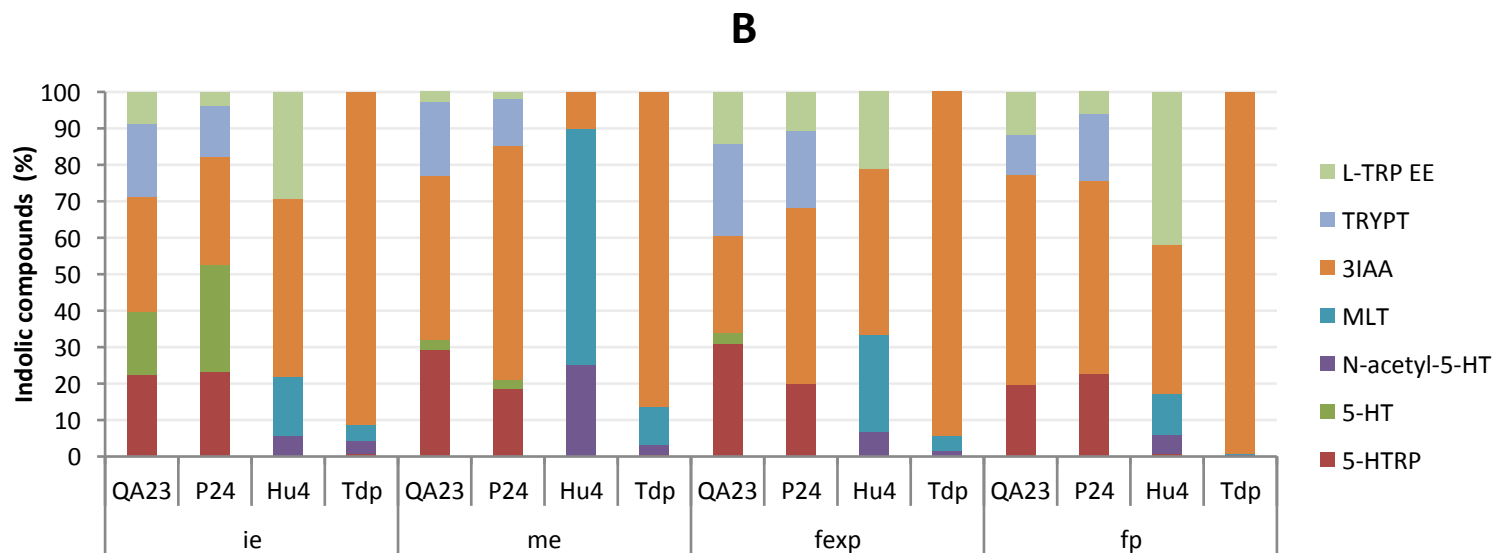 B
Indolic compounds (%)
100
90
80
70
60
50
40
30
20
10
0
QA23 P24 Hu4 Tdp QA23 P24 Hu4 Tdp QA23 P24 Hu4 Tdp QA23 P24 Hu4 Tdp
ie me fexp fp
L-TRP EE
TRYPT
3IAA
MLT
N-acetyl-5-HT
5-HT
5-HTRP